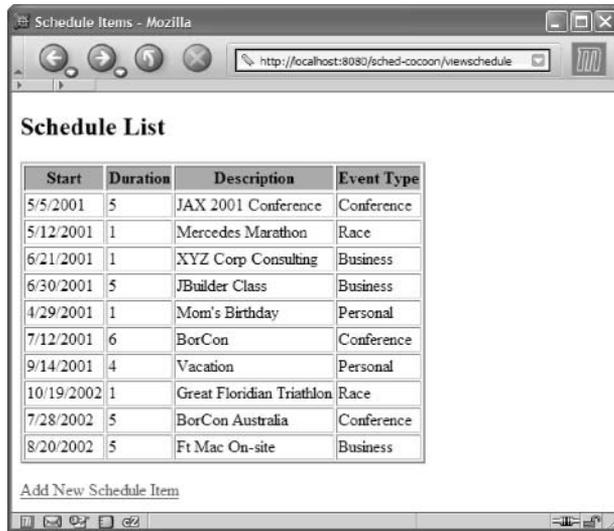 Schedule Items - Mozilla
http://localhost:8080/sched-cocoon/viewschedule
Schedule List
Start Duration Description Event Type
5/5/2001 5 JAX 2001 Conference Conference
5/12/2001 1 Mercedes Marathon Race
6/21/2001 1 XYZ Corp Consulting Business
6/30/2001 5 JBuilder Class Business
4/29/2001 1 Mom's Birthday Personal
7/12/2001 6 BorCon Conference
9/14/2001 4 Vacation Personal
10/19/2002 1 Great Floridian Triathlon Race
7/28/2002 5 BorCon Australia Conference
8/20/2002 5 Ft Mac On-site Business
Add New Schedule Item